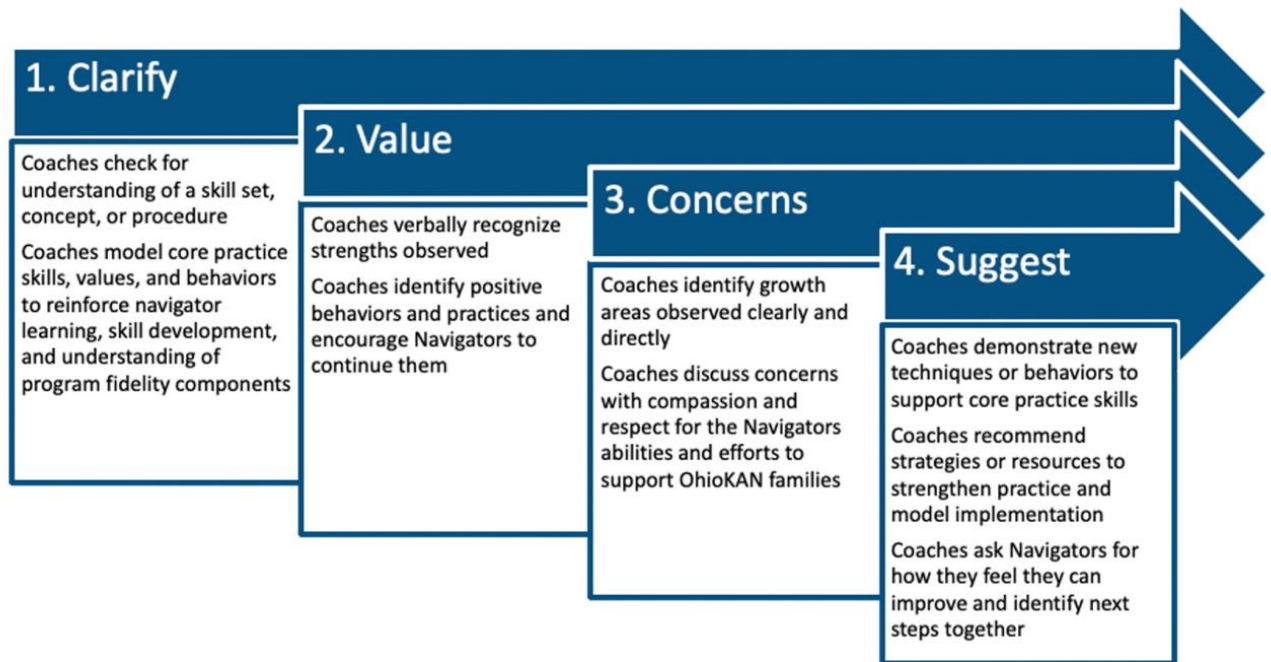 1. Clarify
Coaches check for
understanding of a skill set,
concept, or procedure
Coaches model core practice
skills, values, and behaviors
to reinforce navigator
learning, skill development,
and understanding of
program fidelity components
2. Value
Coaches verbally recognize
strengths observed
Coaches identify positive
behaviors and practices and
encourage Navigators to
continue them
3. Concerns
Coaches identify growth
areas observed clearly and
directly
Coaches discuss concerns
with compassion and
respect for the Navigators
abilities and efforts to
support OhioKAN families
4. Suggest
Coaches demonstrate new
techniques or behaviors to
support core practice skills
Coaches recommend
strategies or resources to
strengthen practice and
model implementation
Coaches ask Navigators for
how they feel they can
improve and identify next
steps together